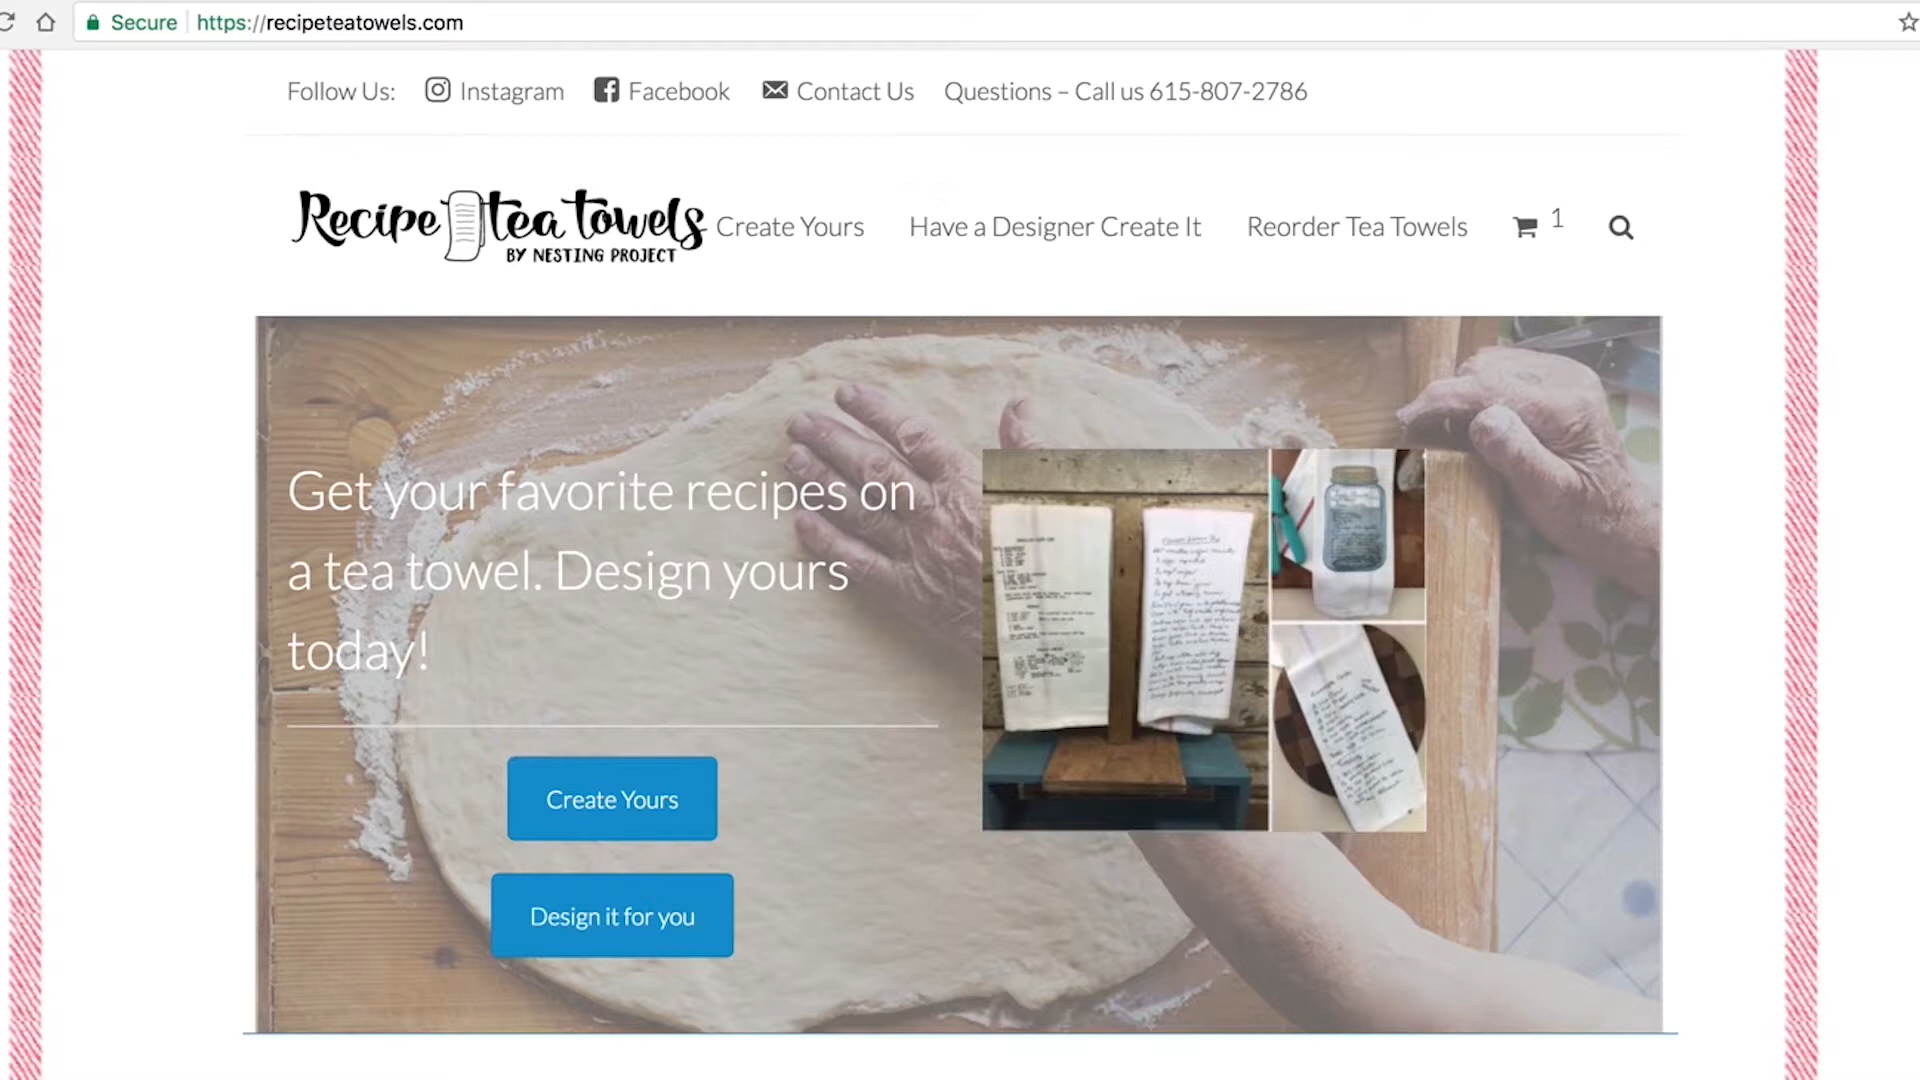 Secure https://recipeteatowels.com
Follow Us: Instagram Facebook Contact Us Questions – Call us 615-807-2786
Recipe tea towels
BY NESTING PROJECT
Create Yours Have a Designer Create It Reorder Tea Towels 1
Get your favorite recipes on
a tea towel. Design yours
today!
Create Yours
Design it for you